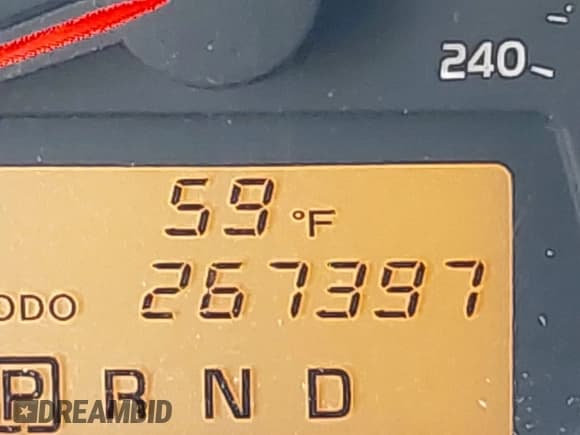 240
59 °F
ODO 267397
P R N D
DREAMBID